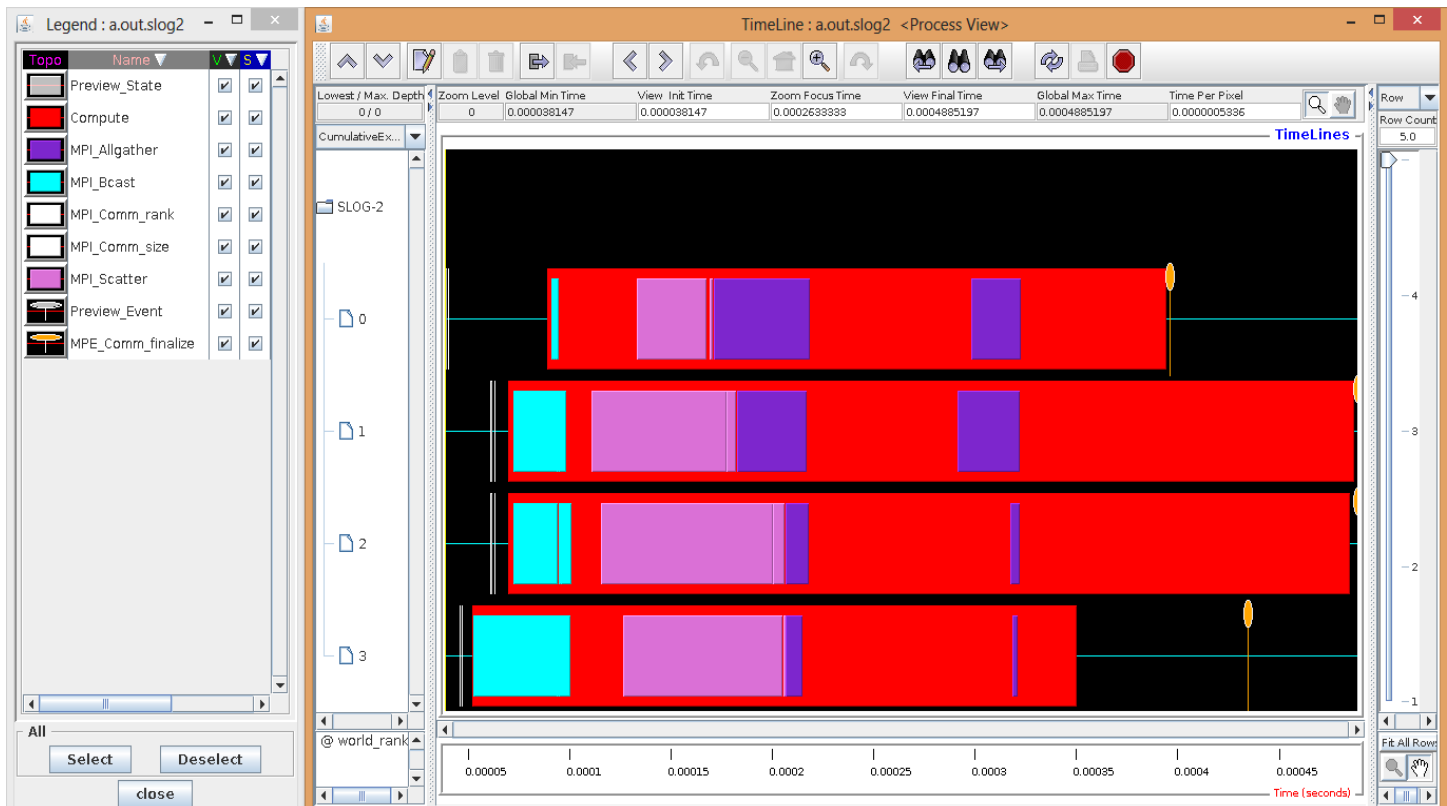 Legend : a.out.slog2
Topo Name V S
Preview_State
Compute
MPI_Allgather
MPI_Bcast
MPI_Comm_rank
MPI_Comm_size
MPI_Scatter
Preview_Event
MPE_Comm_finalize
All
Select Deselect
close
TimeLine : a.out.slog2 <Process View>
Lowest / Max. Depth Zoom Level Global Min Time View Init Time Zoom Focus Time View Final Time Global Max Time Time Per Pixel
0 / 0 0 0.000038147 0.000038147 0.0002633333 0.0004885197 0.0004885197 0.0000005336
Row
Row Count
5.0
CumulativeEx...
TimeLines
SLOG-2
0
1
2
3
4
3
2
1
@ world_rank
0.00005 0.0001 0.00015 0.0002 0.00025 0.0003 0.00035 0.0004 0.00045
Time (seconds)
Fit All Rows